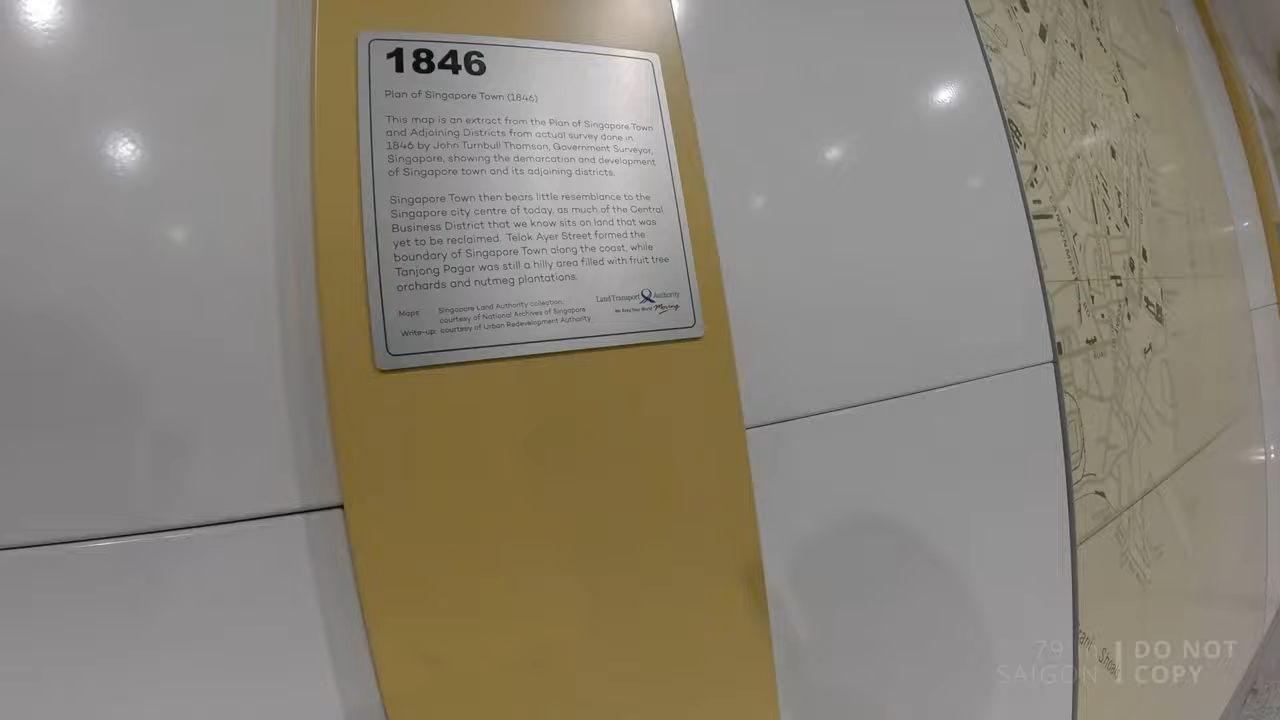 1846
Plan of Singapore Town (1846)
This map is an extract from the Plan of Singapore Town
and Adjoining Districts from actual survey done in
1846 by John Turnbull Thomson, Government Surveyor,
Singapore, showing the demarcation and development
of Singapore town and its adjoining districts.
Singapore Town then bears little resemblance to the
Singapore city centre of today, as much of the Central
Business District that we know sits on land that was
yet to be reclaimed. Telok Ayer Street formed the
boundary of Singapore Town along the coast, while
Tanjong Pagar was still a hilly area filled with fruit tree
orchards and nutmeg plantations.
Maps Singapore Land Authority collection,
courtesy of National Archives of Singapore
Write-up: courtesy of Urban Redevelopment Authority
Land Transport Authority
We Keep Your World Moving
79
SAIGON
DO NOT
COPY